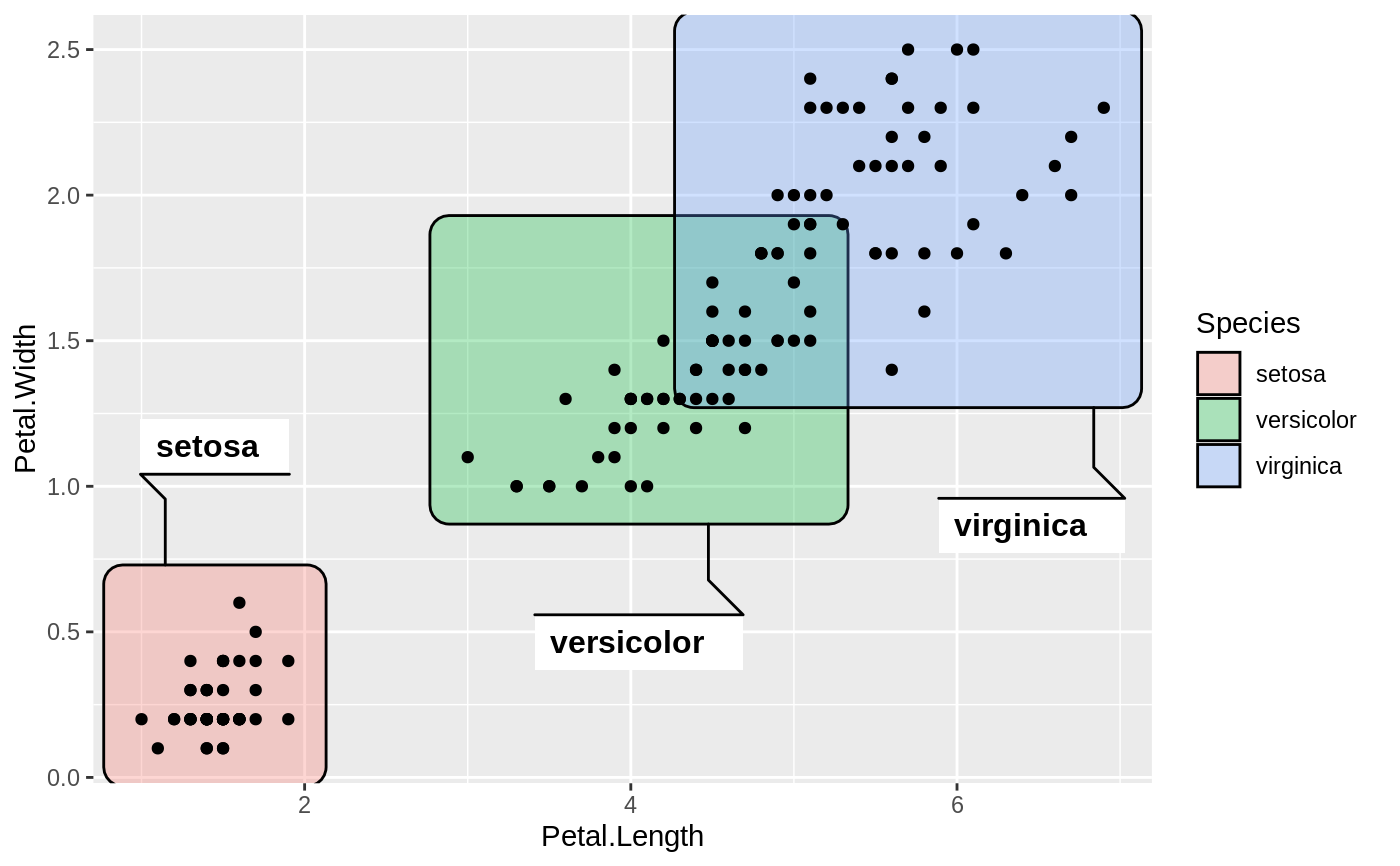 2.5
2.0
1.5
1.0
0.5
0.0
Petal.Width
setosa
versicolor
virginica
2
4
6
Petal.Length
Species
setosa
versicolor
virginica